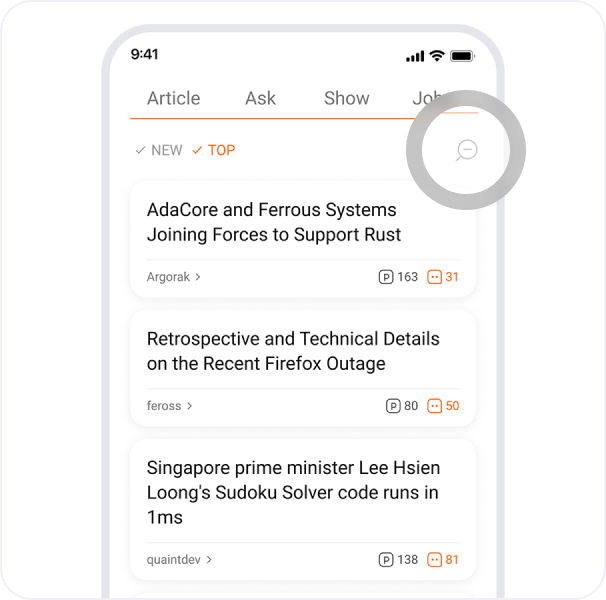 9:41
Article Ask Show
NEW TOP
AdaCore and Ferrous Systems
Joining Forces to Support Rust
Argorak > P 163 31
Retrospective and Technical Details
on the Recent Firefox Outage
feross > P 80 50
Singapore prime minister Lee Hsien
Loong's Sudoku Solver code runs in
1ms
quaintdev > P 138 81